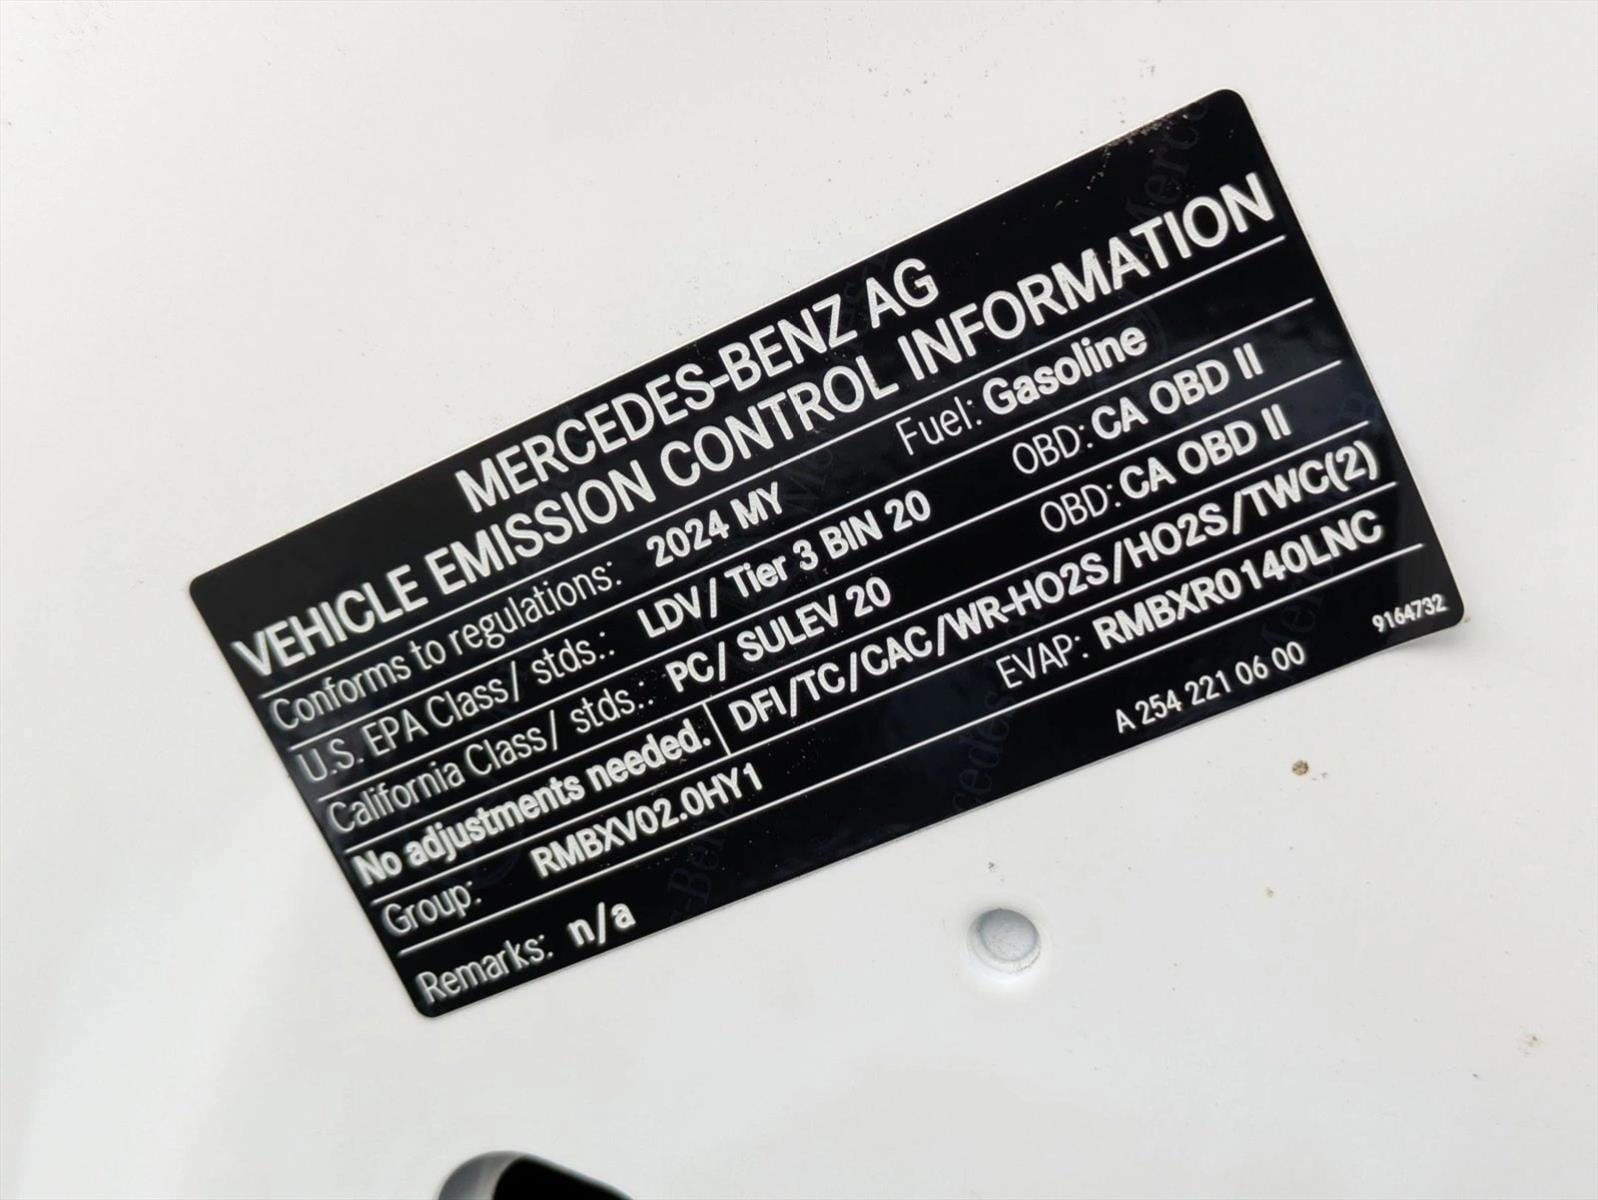 MERCEDES-BENZ AG
VEHICLE EMISSION CONTROL INFORMATION
Conforms to regulations: 2024 MY Fuel: Gasoline
U.S. EPA Class/ stds.: LDV/ Tier 3 BIN 20 OBD: CA OBD II
California Class/ stds.: PC/ SULEV 20 OBD: CA OBD II
No adjustments needed. DFI/TC/CAC/WR-HO2S/HO2S/TWC(2)
Group: RMBXV02.0HY1 EVAP: RMBXR0140LNC
Remarks: n/a A 254 221 06 00 9164732